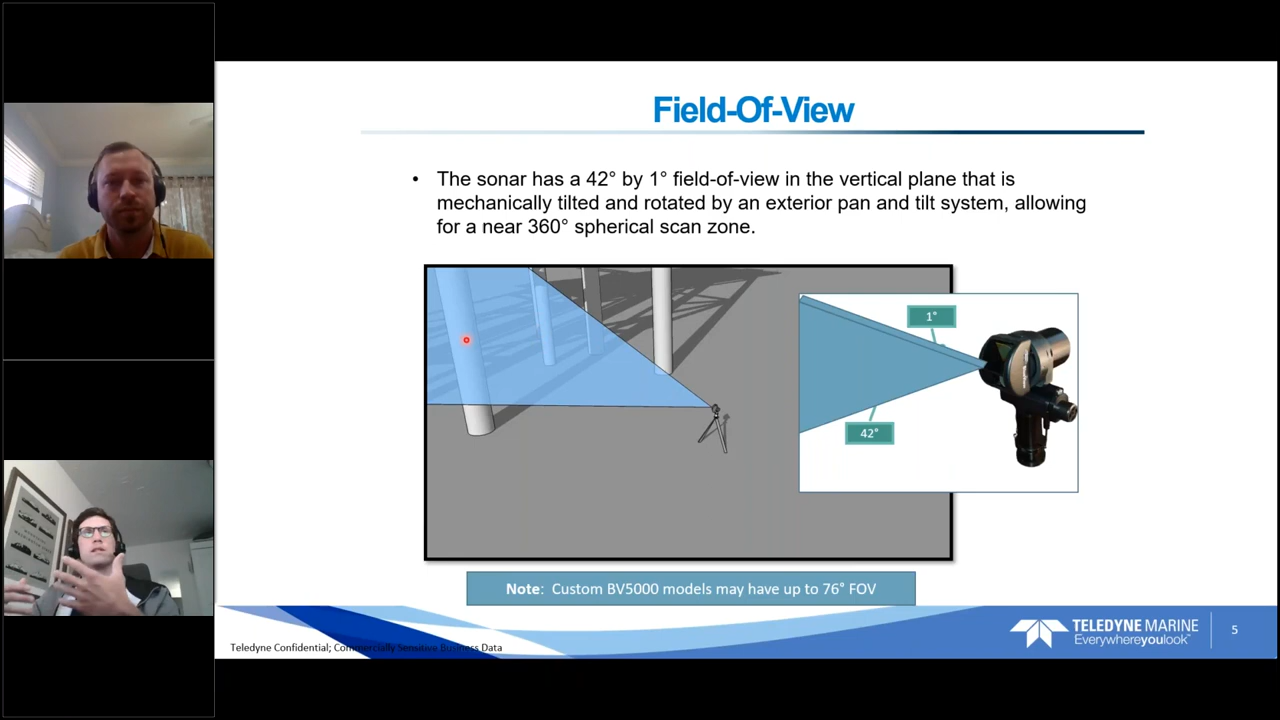 Field-Of-View
• The sonar has a 42° by 1° field-of-view in the vertical plane that is
mechanically tilted and rotated by an exterior pan and tilt system, allowing
for a near 360° spherical scan zone.
1°
42°
Note: Custom BV5000 models may have up to 76° FOV
TELEDYNE MARINE
Everywhereyoulook™
5
Teledyne Confidential; Commercially Sensitive Business Data